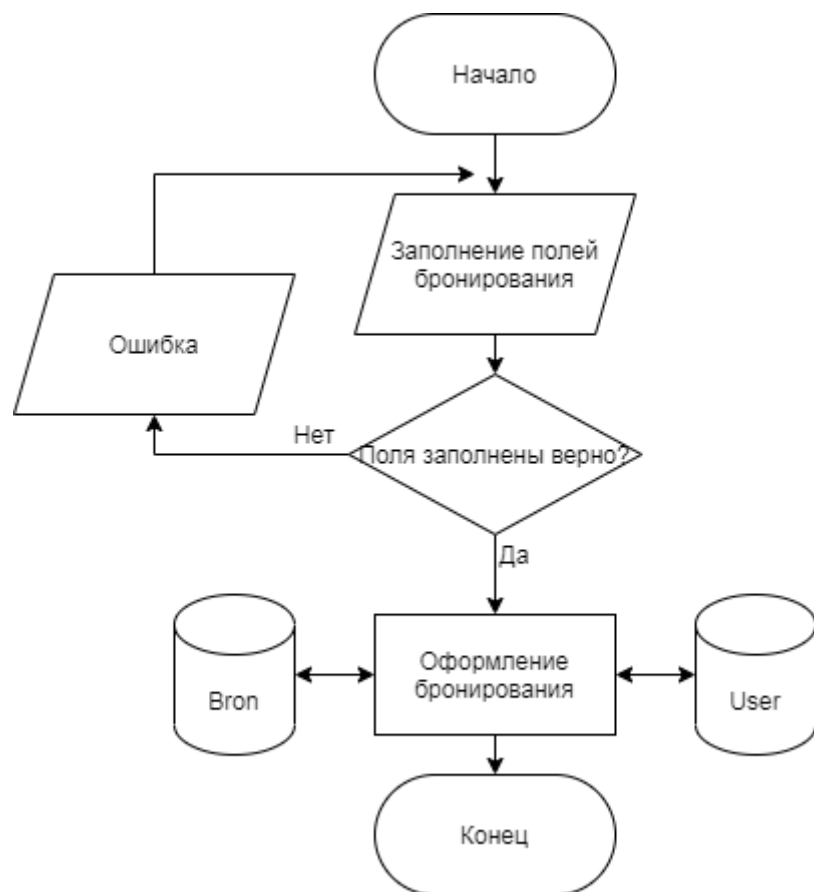 Начало
Заполнение полей
бронирования
Ошибка
Нет
Поля заполнены верно?
Да
Bron
Оформление
бронирования
User
Конец